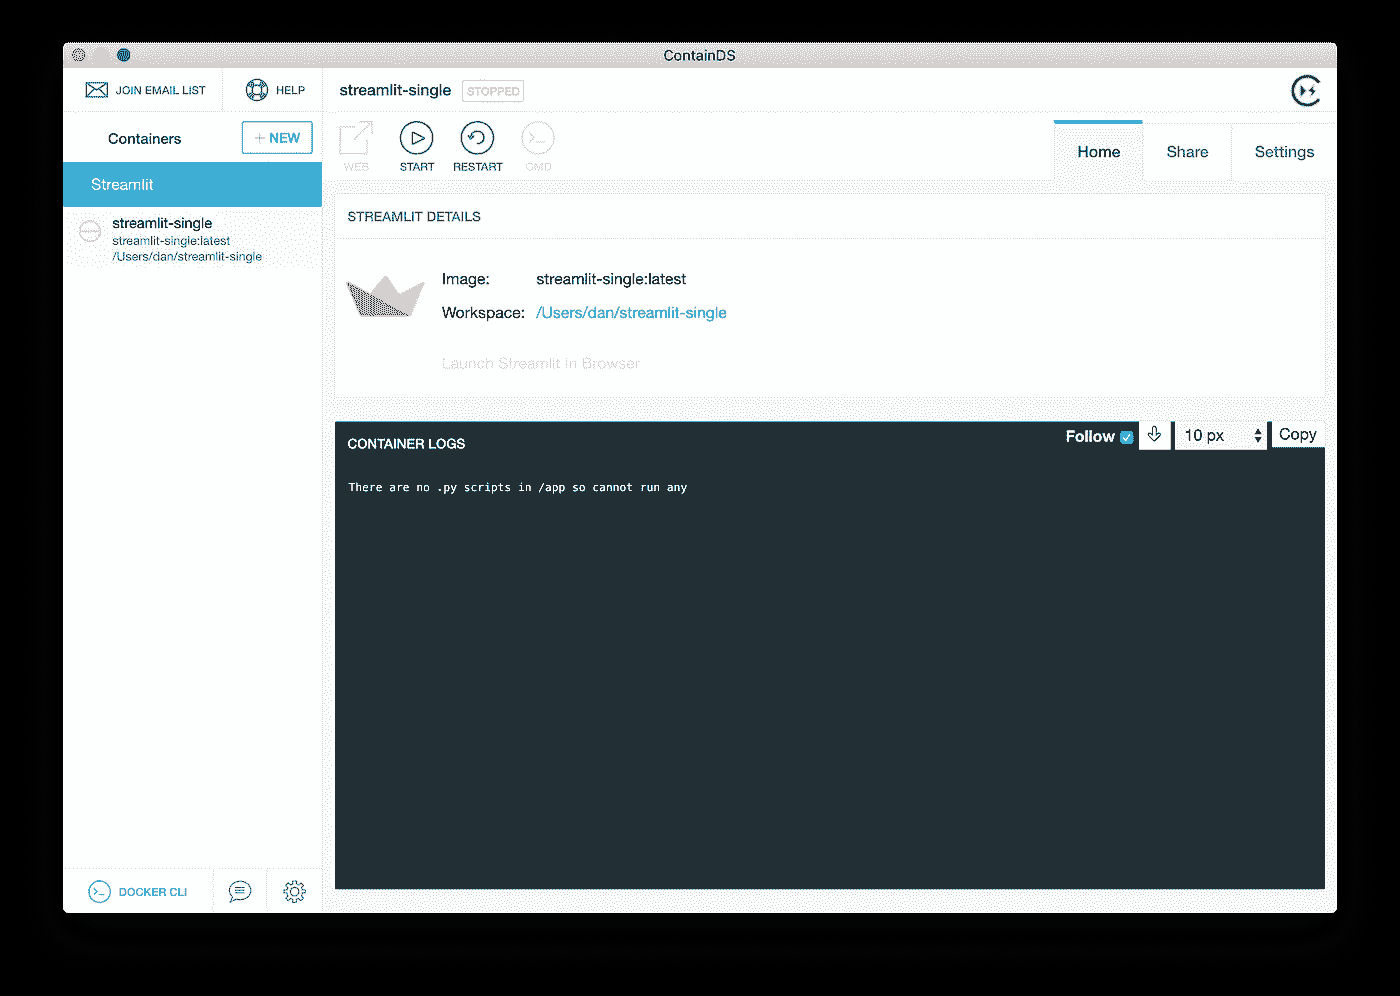 ContainDS
JOIN EMAIL LIST
HELP
streamlit-single STOPPED
Containers
+ NEW
WEB
START
RESTART
CMD
Home
Share
Settings
Streamlit
streamlit-single
streamlit-single:latest
/Users/dan/streamlit-single
STREAMLIT DETAILS
Image: streamlit-single:latest
Workspace: /Users/dan/streamlit-single
Launch Streamlit in Browser
CONTAINER LOGS
Follow
10 px
Copy
There are no .py scripts in /app so cannot run any
DOCKER CLI